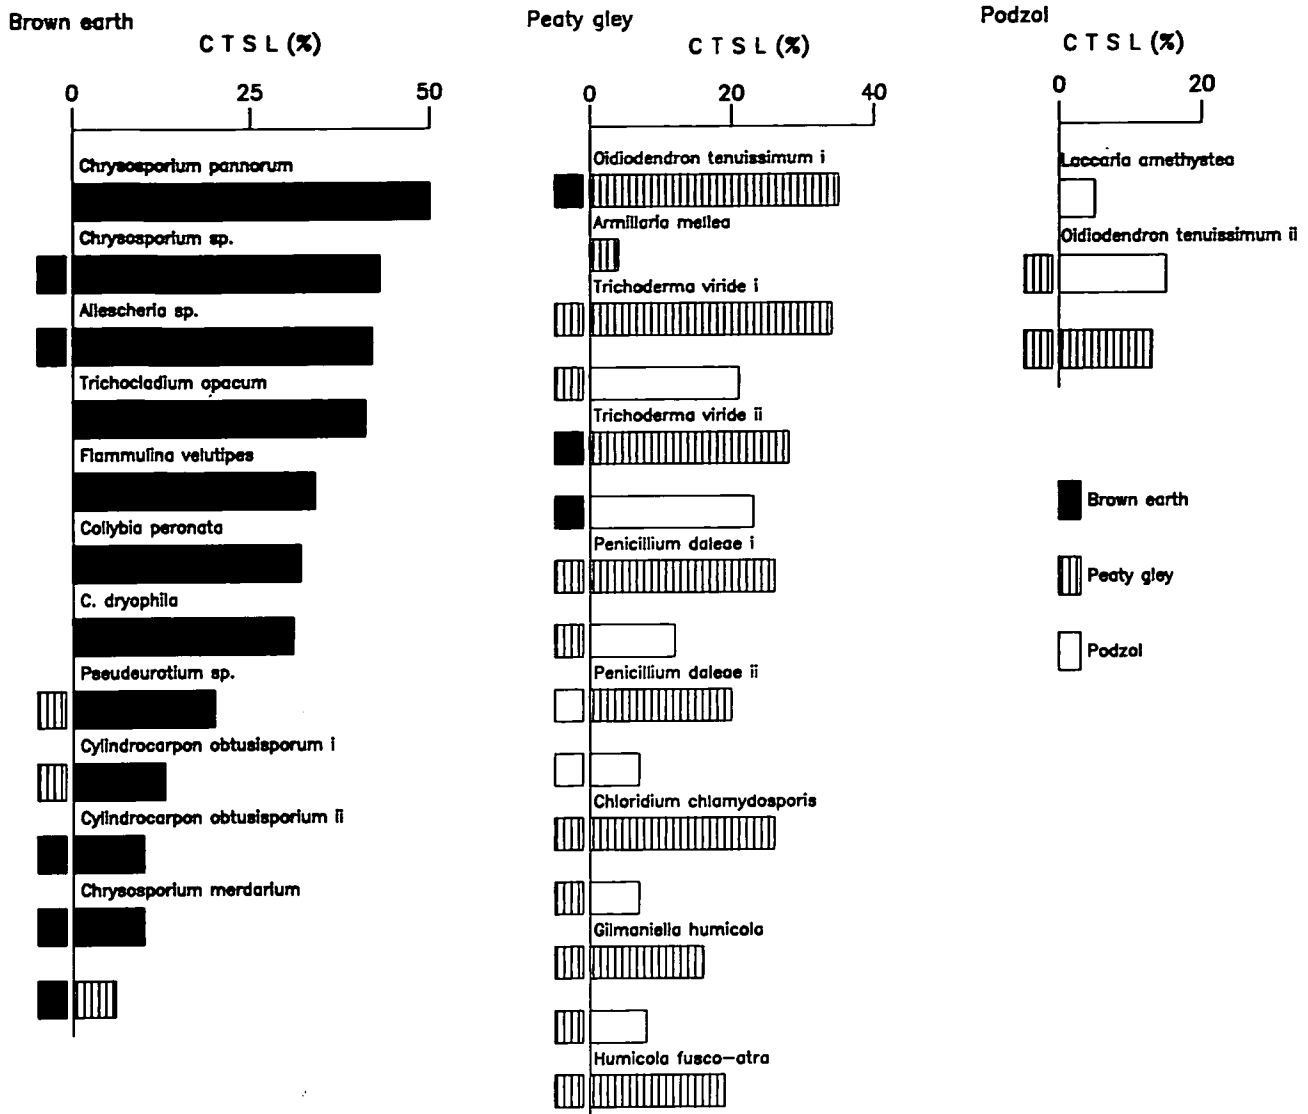 Brown earth
C T S L (%)
0 25 50
Chrysosporium pannorum
Chrysosporium sp.
Allescheria sp.
Trichocladium opacum
Flammulina velutipes
Collybia peronata
C. dryophila
Pseudeurotium sp.
Cylindrocarpon obtusisporum i
Cylindrocarpon obtusisporium ii
Chrysosporium merdarium
Peaty gley
C T S L (%)
0 20 40
Oidiodendron tenuissimum i
Armillaria mellea
Trichoderma viride i
Trichoderma viride ii
Penicillium daleae i
Penicillium daleae ii
Chloridium chlamydosporis
Gilmaniella humicola
Humicola fusco-atra
Podzol
C T S L (%)
0 20
Laccaria amethystea
Oidiodendron tenuissimum ii
Brown earth
Peaty gley
Podzol